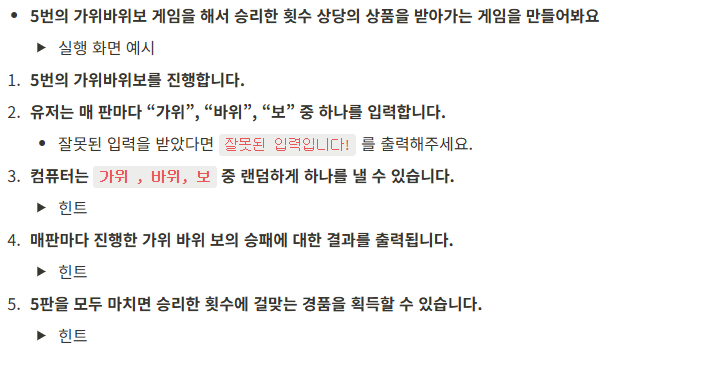 • 5번의 가위바위보 게임을 해서 승리한 횟수 상당의 상품을 받아가는 게임을 만들어봐요
▶ 실행 화면 예시
1. 5번의 가위바위보를 진행합니다.
2. 유저는 매 판마다 “가위”, “바위”, “보” 중 하나를 입력합니다.
• 잘못된 입력을 받았다면 잘못된 입력입니다! 를 출력해주세요.
3. 컴퓨터는 가위 , 바위, 보 중 랜덤하게 하나를 낼 수 있습니다.
▶ 힌트
4. 매판마다 진행한 가위 바위 보의 승패에 대한 결과를 출력됩니다.
▶ 힌트
5. 5판을 모두 마치면 승리한 횟수에 걸맞는 경품을 획득할 수 있습니다.
▶ 힌트